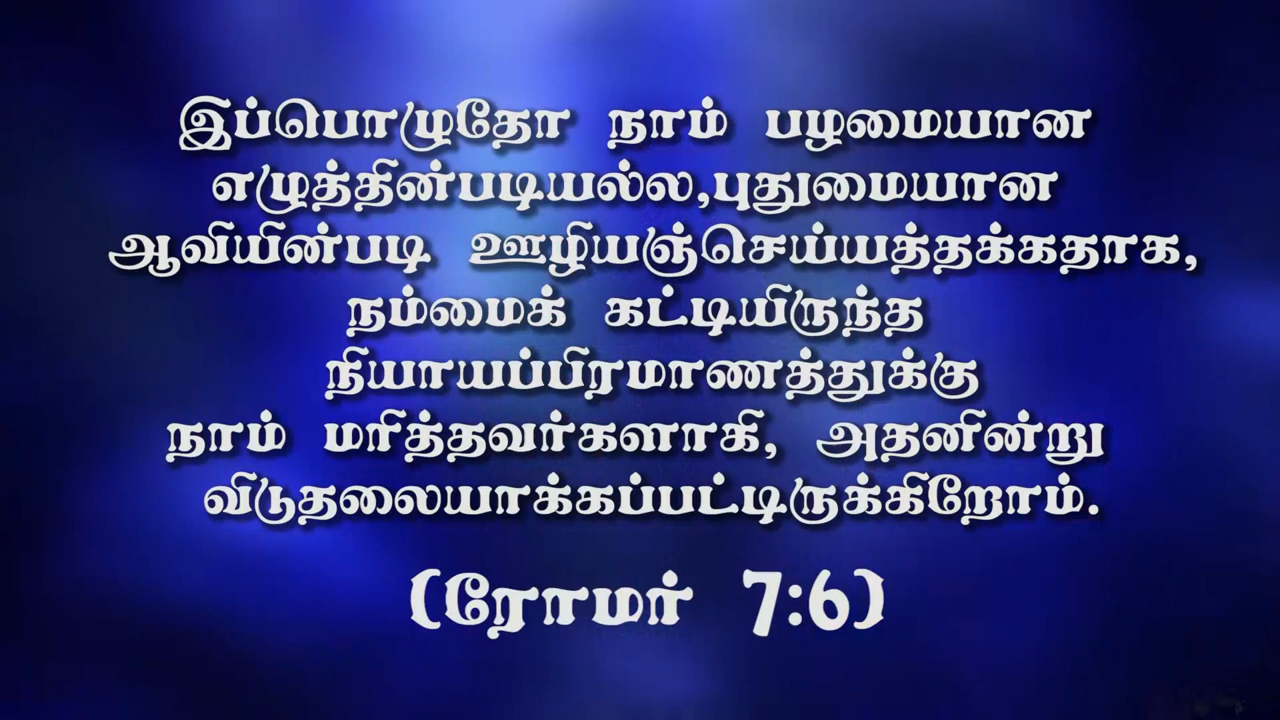 இப்பொழுதோ நாம் பழமையான
எழுத்தின்படியல்ல,புதுமையான
ஆவியின்படி ஊழியஞ்செய்யத்தக்கதாக,
நம்மைக் கட்டியிருந்த
நியாயப்பிரமாணத்துக்கு
நாம் மரித்தவர்களாகி, அதனின்று
விடுதலையாக்கப்பட்டிருக்கிறோம்.
(ரோமர் 7:6)